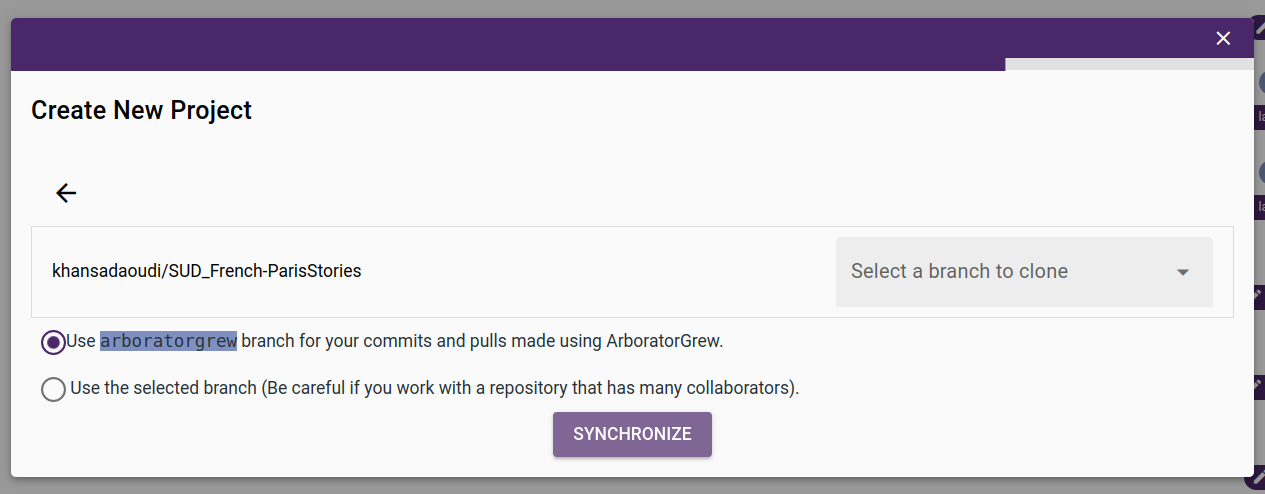 Create New Project
khansadaoudi/SUD_French-ParisStories
Select a branch to clone
Use arboratorgrew branch for your commits and pulls made using ArboratorGrew.
Use the selected branch (Be careful if you work with a repository that has many collaborators).
SYNCHRONIZE